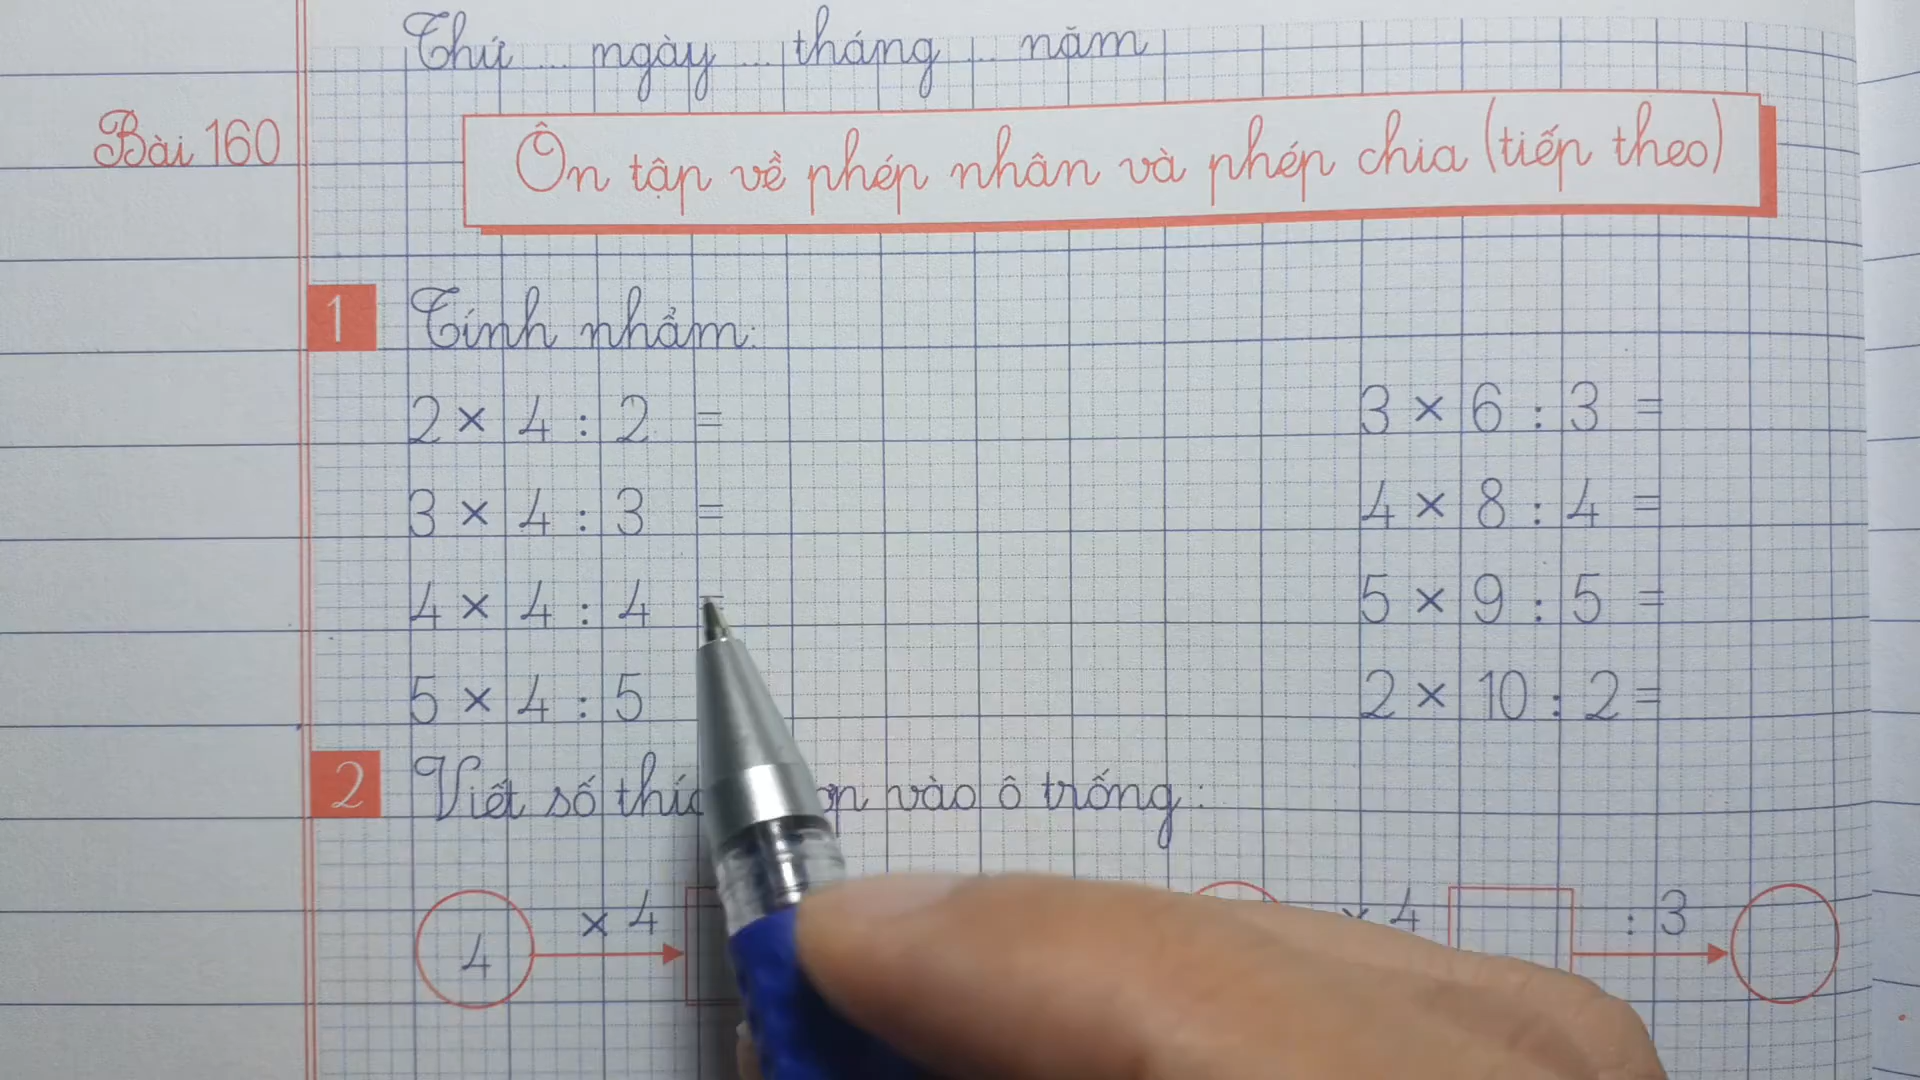 Thứ ... ngày ... tháng ... năm
Bài 160
Ôn tập về phép nhân và phép chia (tiếp theo)
1 Tính nhẩm:
2 × 4 : 2 =
3 × 6 : 3 =
3 × 4 : 3 =
4 × 8 : 4 =
4 × 4 : 4 =
5 × 9 : 5 =
5 × 4 : 5
2 × 10 : 2 =
2 Viết số vào ô trống :
4 × 4
× 4 : 3